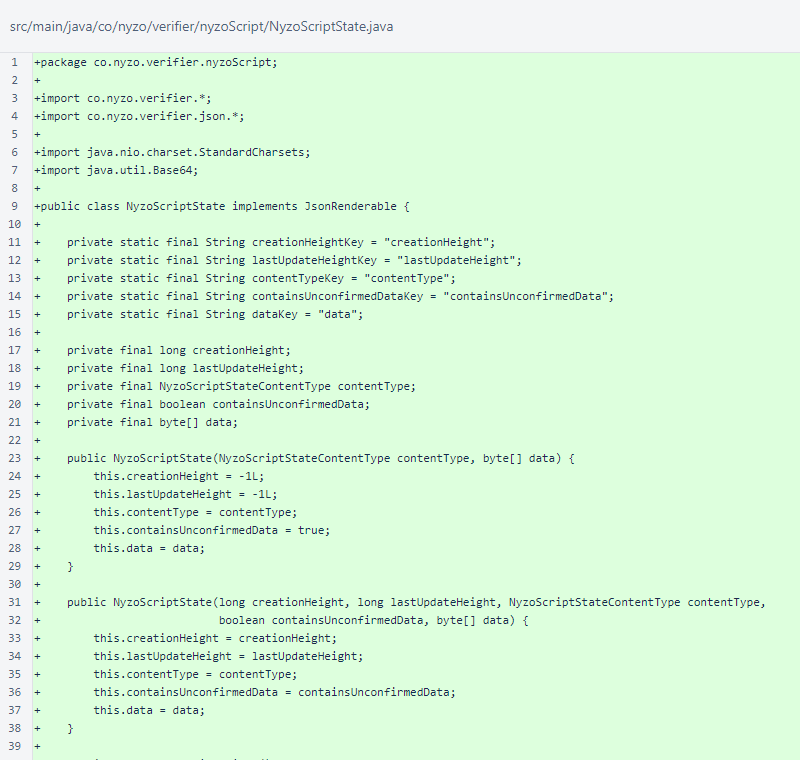 src/main/java/co/nyzo/verifier/nyzoScript/NyzoScriptState.java
1 +package co.nyzo.verifier.nyzoScript;
2 +
3 +import co.nyzo.verifier.*;
4 +import co.nyzo.verifier.json.*;
5 +
6 +import java.nio.charset.StandardCharsets;
7 +import java.util.Base64;
8 +
9 +public class NyzoScriptState implements JsonRenderable {
10 +
11 +    private static final String creationHeightKey = "creationHeight";
12 +    private static final String lastUpdateHeightKey = "lastUpdateHeight";
13 +    private static final String contentTypeKey = "contentType";
14 +    private static final String containsUnconfirmedDataKey = "containsUnconfirmedData";
15 +    private static final String dataKey = "data";
16 +
17 +    private final long creationHeight;
18 +    private final long lastUpdateHeight;
19 +    private final NyzoScriptStateContentType contentType;
20 +    private final boolean containsUnconfirmedData;
21 +    private final byte[] data;
22 +
23 +    public NyzoScriptState(NyzoScriptStateContentType contentType, byte[] data) {
24 +        this.creationHeight = -1L;
25 +        this.lastUpdateHeight = -1L;
26 +        this.contentType = contentType;
27 +        this.containsUnconfirmedData = true;
28 +        this.data = data;
29 +    }
30 +
31 +    public NyzoScriptState(long creationHeight, long lastUpdateHeight, NyzoScriptStateContentType contentType,
32 +                           boolean containsUnconfirmedData, byte[] data) {
33 +        this.creationHeight = creationHeight;
34 +        this.lastUpdateHeight = lastUpdateHeight;
35 +        this.contentType = contentType;
36 +        this.containsUnconfirmedData = containsUnconfirmedData;
37 +        this.data = data;
38 +    }
39 +